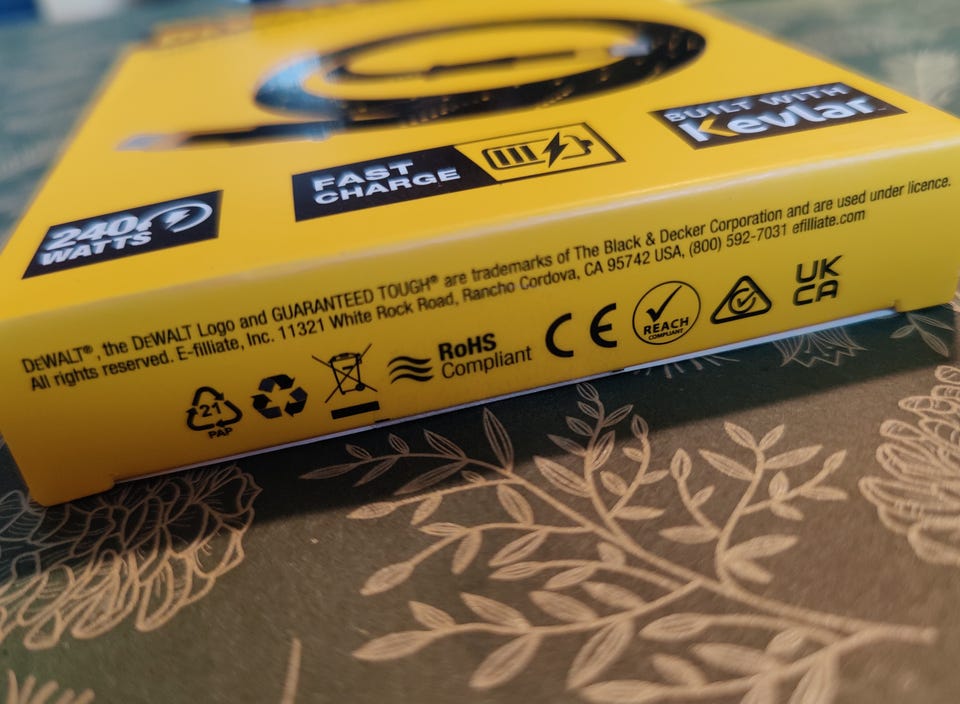 BUILT WITH
Kevlar™
FAST
CHARGE
240
WATTS
DEWALT®, the DEWALT Logo and GUARANTEED TOUGH® are trademarks of The Black & Decker Corporation and are used under licence.
All rights reserved. E-filliate, Inc. 11321 White Rock Road, Rancho Cordova, CA 95742 USA, (800) 592-7031 efilliate.com
21
PAP
RoHS
Compliant
CE
REACH
COMPLIANT
UK
CA